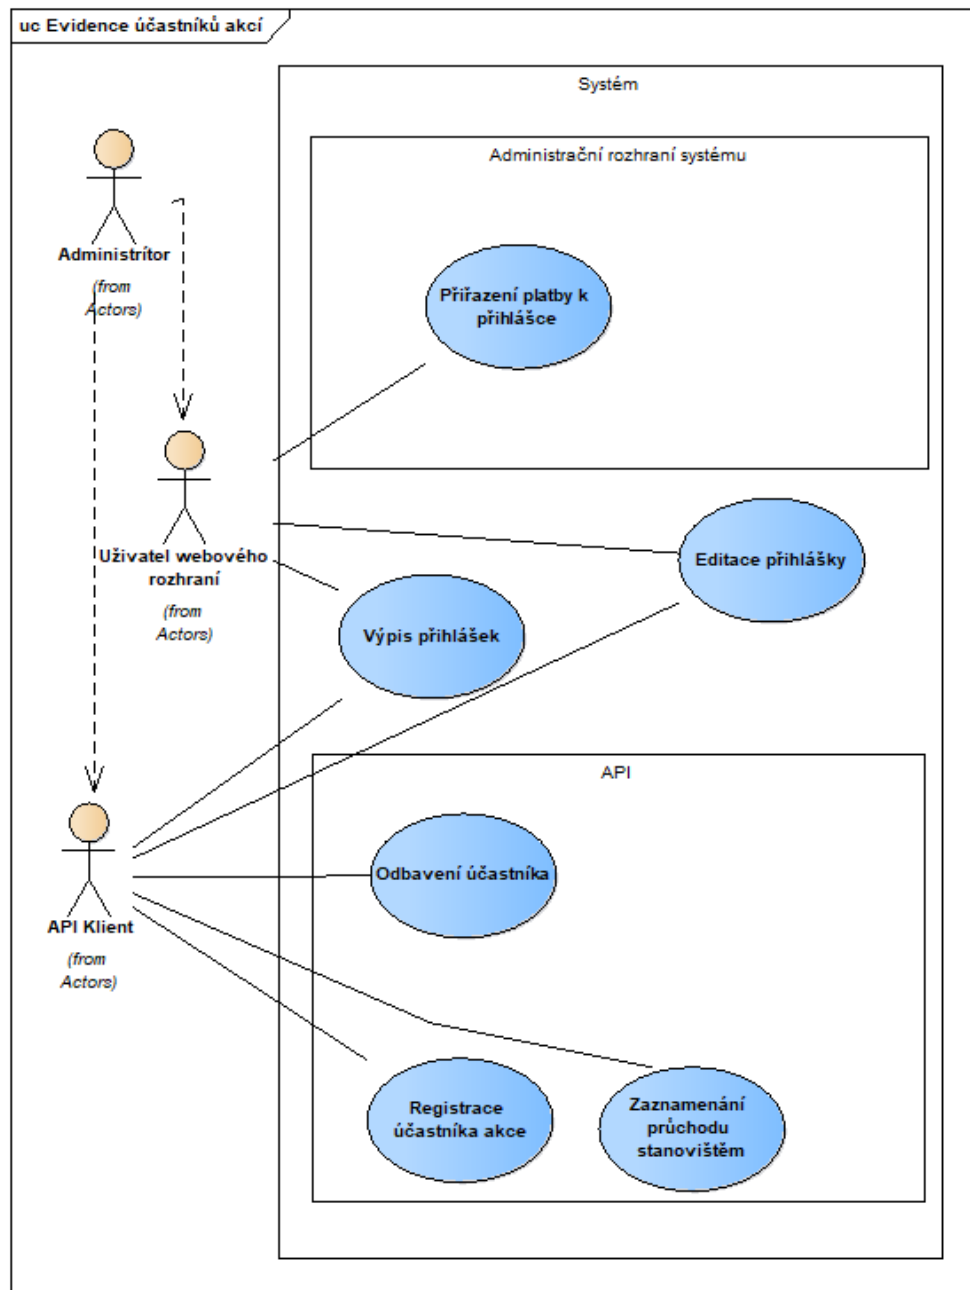 uc Evidence účastníků akcí
Systém
Administrační rozhraní systému
Administrítor
(from
Actors)
Přiřazení platby k
přihlášce
Uživatel webového
rozhraní
(from
Actors)
Editace přihlášky
Výpis přihlášek
API
Odbavení účastníka
API Klient
(from
Actors)
Registrace
účastníka akce
Zaznamenání
průchodu
stanovištěm